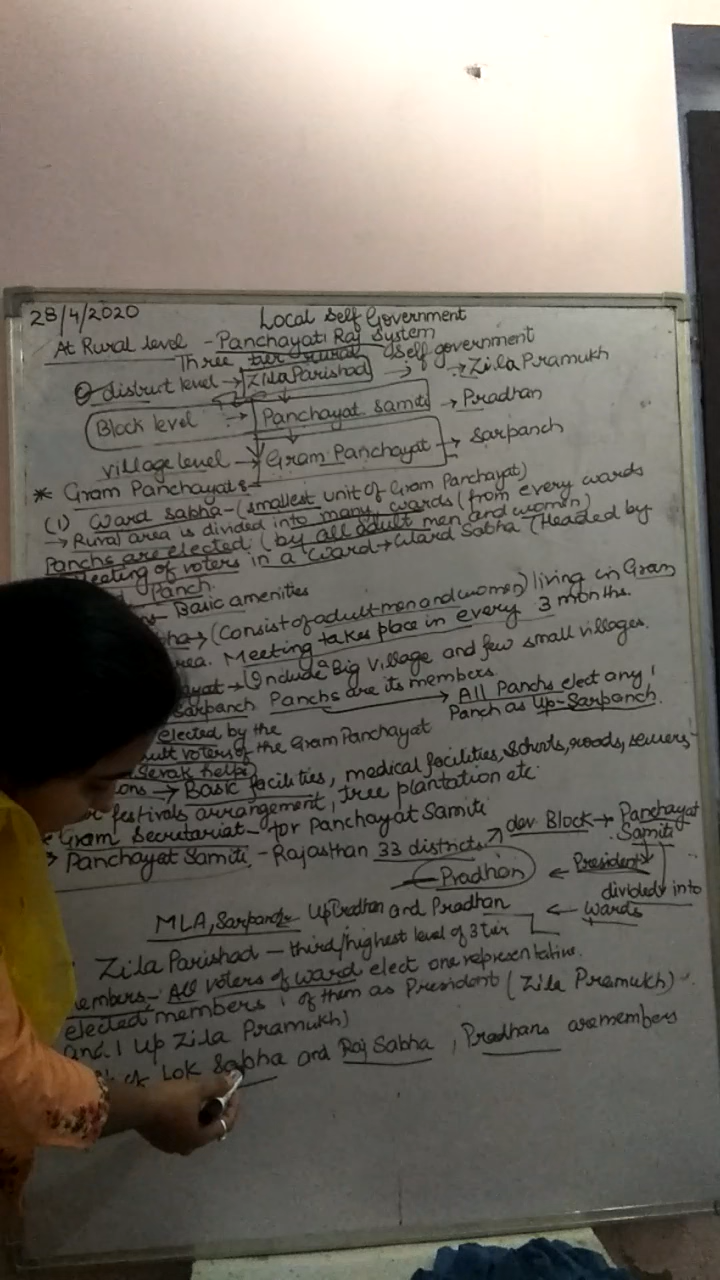 28/4/2020 Local Self Government
At Rural level - Panchayati Raj System
Three tier rural self government
district level → Zila Parishad → Zila Pramukh
Block level → Panchayat Samiti → Pradhan
Village level → Gram Panchayat → Sarpanch
* Gram Panchayat :-
(1) Ward sabha - (smallest unit of Gram Panchayat)
→ Rural area is divided into many wards (from every wards
Panchs are elected (by all adult men and women)
Meeting of voters in a ward → Ward Sabha (Headed by
Panch.
Basic amenities
(Consist of adult men and women) living in Gram
Meeting takes place in every 3 months.
→ (Include Big village and few small villages.
Sarpanch Panchs are its members → All Panchs elect any 1
elected by the Panch as Up-Sarpanch.
voters of the Gram Panchayat
Sevak helps)
→ Basic facilities, medical facilities, roads, sewers
festivals arrangement, tree plantation etc.
Gram Secretariat - for Panchayat Samiti
Panchayat Samiti - Rajasthan 33 districts → dev Block → Panchayat Samiti
Pradhan ← President
divided into
MLA, Sarpanch UpPradhan and Pradhan ← wards
Zila Parishad - third/highest level of 3 tier
All voters of ward elect one representative.
elected members 1 of them as President (Zila Pramukh)
and 1 Up Zila Pramukh)
of Lok Sabha and Raj Sabha, Pradhans are members